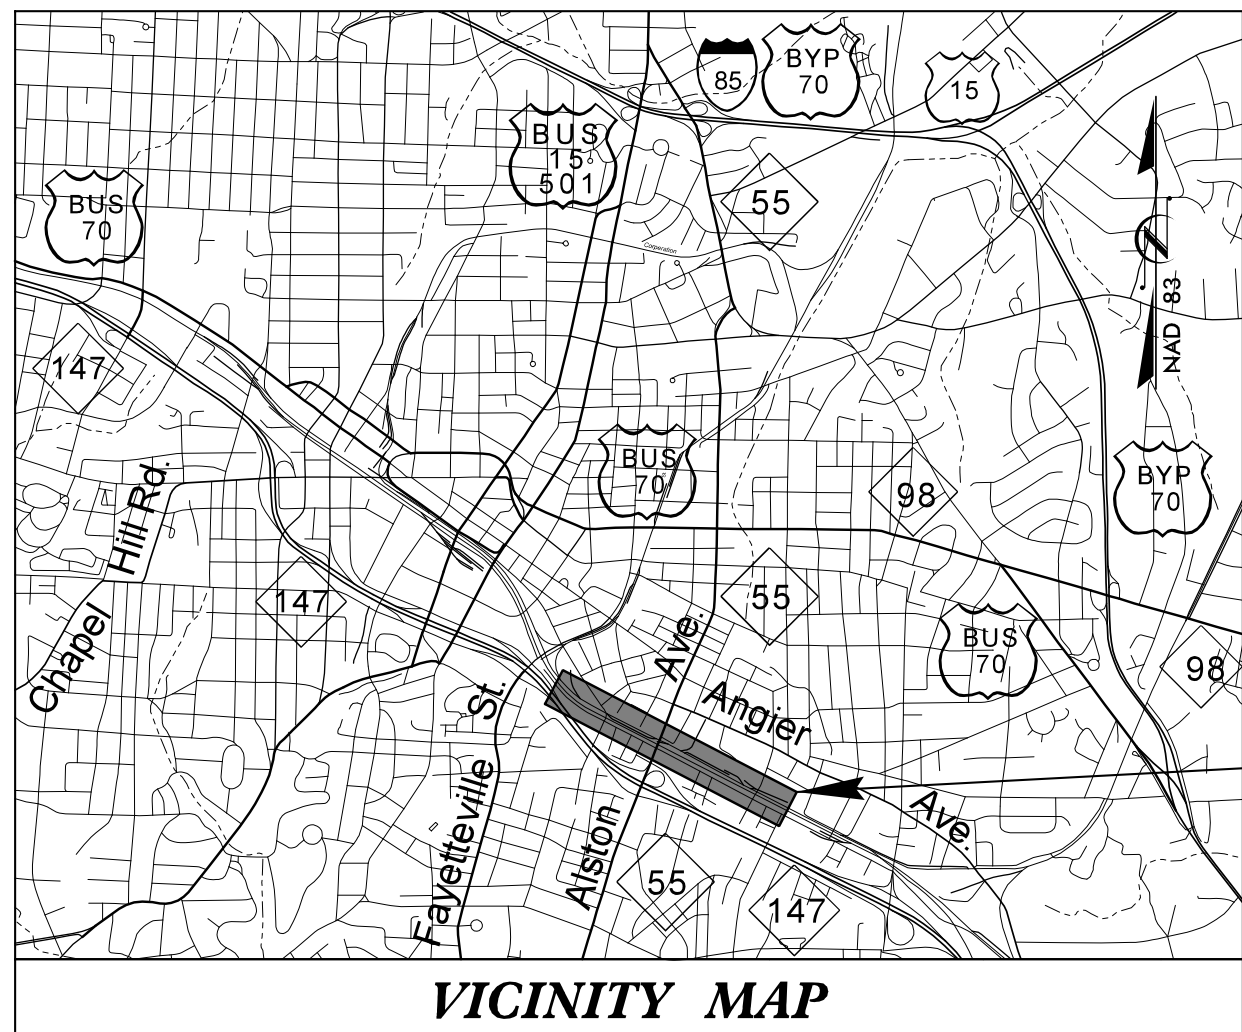 85
BYP
70
15
BUS
15
501
BUS
70
55
Corporation
NAD 83
147
BUS
70
98
BYP
70
Hill Rd.
Chapel
147
55
BUS
70
98
Ave.
Angier
Ave.
St.
Fayetteville
Alston
55
147
VICINITY MAP